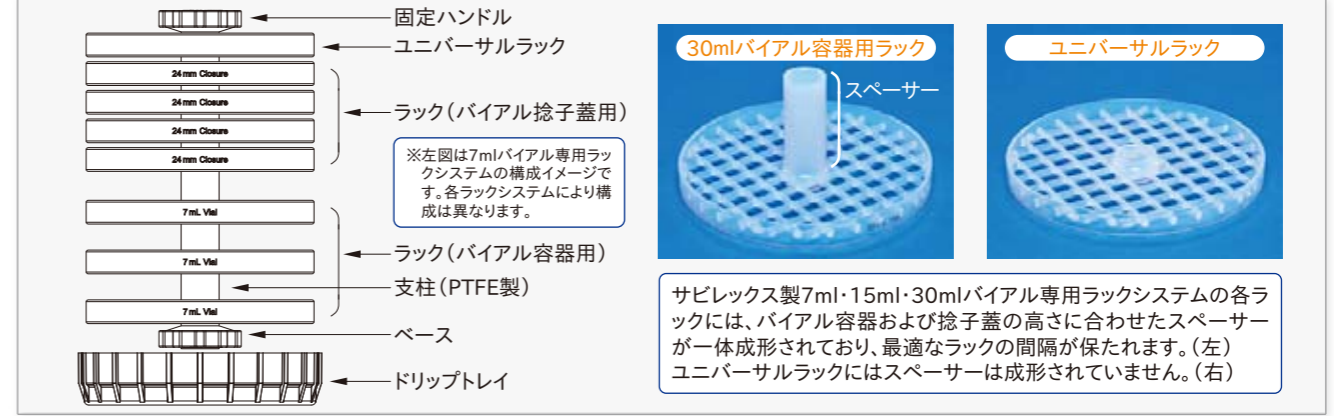 固定ハンドル
ユニバーサルラック
24 mm Closure
24 mm Closure
24 mm Closure
24 mm Closure
ラック（バイアル捻子蓋用）
※左図は7mlバイアル専用ラッ
クシステムの構成イメージで
す。各ラックシステムにより構
成は異なります。
7 mL Vial
7 mL Vial
7 mL Vial
ラック（バイアル容器用）
支柱（PTFE製）
ベース
ドリップトレイ
30mlバイアル容器用ラック
スペーサー
ユニバーサルラック
サビレックス製7ml・15ml・30mlバイアル専用ラックシステムの各ラ
ックには、バイアル容器および捻子蓋の高さに合わせたスペーサー
が一体成形されており、最適なラックの間隔が保たれます。（左）
ユニバーサルラックにはスペーサーは成形されていません。（右）